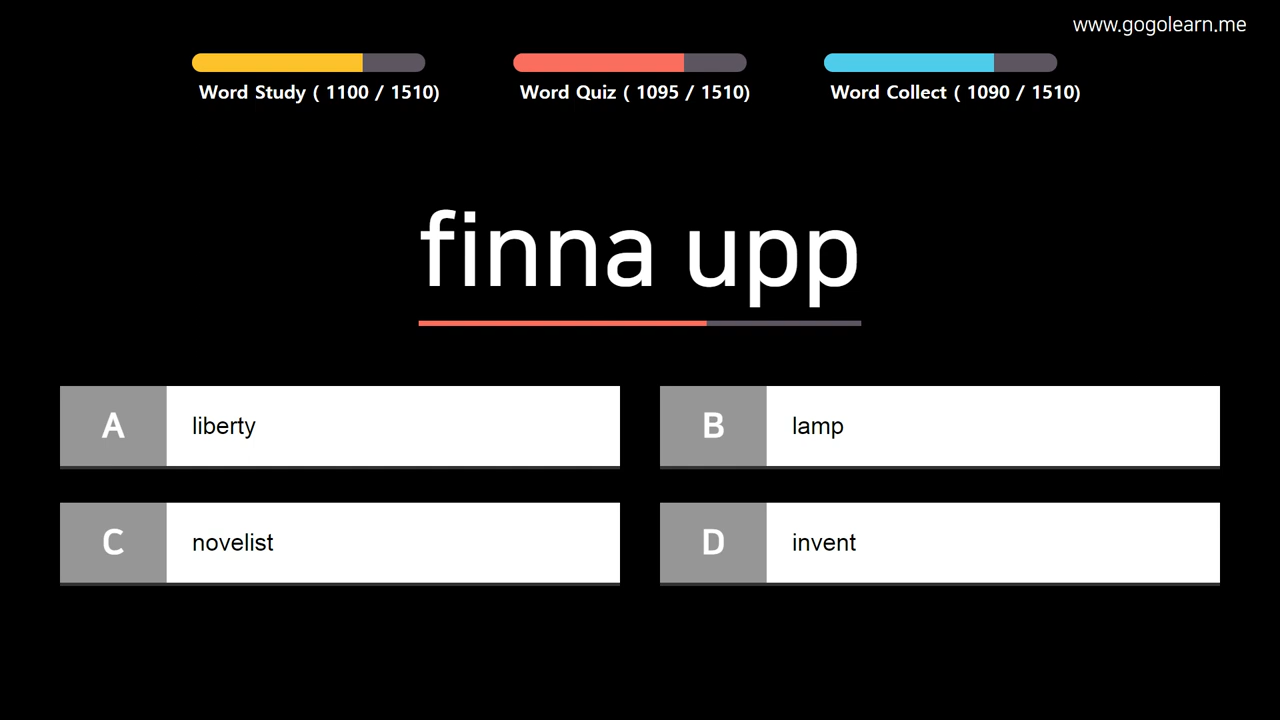 www.gogolearn.me
Word Study ( 1100 / 1510)
Word Quiz ( 1095 / 1510)
Word Collect ( 1090 / 1510)
finna upp
A liberty
B lamp
C novelist
D invent